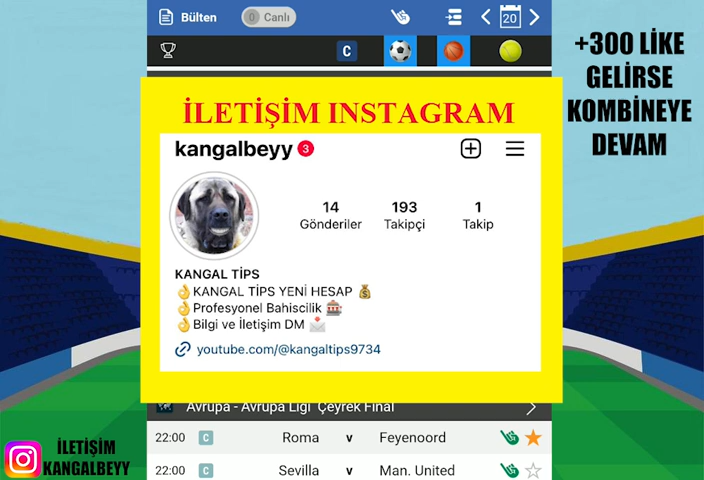 Bülten
0 Canlı
20
C
+300 LİKE
GELİRSE
KOMBİNEYE
DEVAM
İLETİŞİM INSTAGRAM
kangalbeyy 3
14 193 1
Gönderiler Takipçi Takip
KANGAL TİPS
👌KANGAL TİPS YENİ HESAP 💰
👌Profesyonel Bahiscilik 🎰
👌Bilgi ve İletişim DM 📩
youtube.com/@kangaltips9734
Avrupa - Avrupa Ligi Çeyrek Final
22:00 C Roma v Feyenoord
22:00 C Sevilla v Man. United
İLETİŞİM
KANGALBEYY